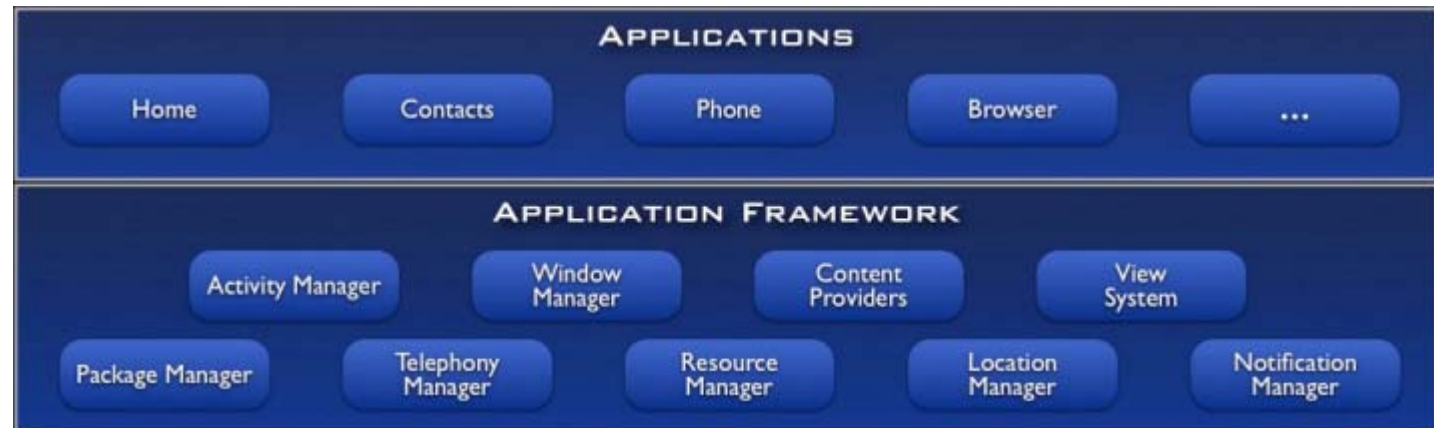 APPLICATIONS
Home
Contacts
Phone
Browser
...
APPLICATION FRAMEWORK
Activity Manager
Window
Manager
Content
Providers
View
System
Package Manager
Telephony
Manager
Resource
Manager
Location
Manager
Notification
Manager